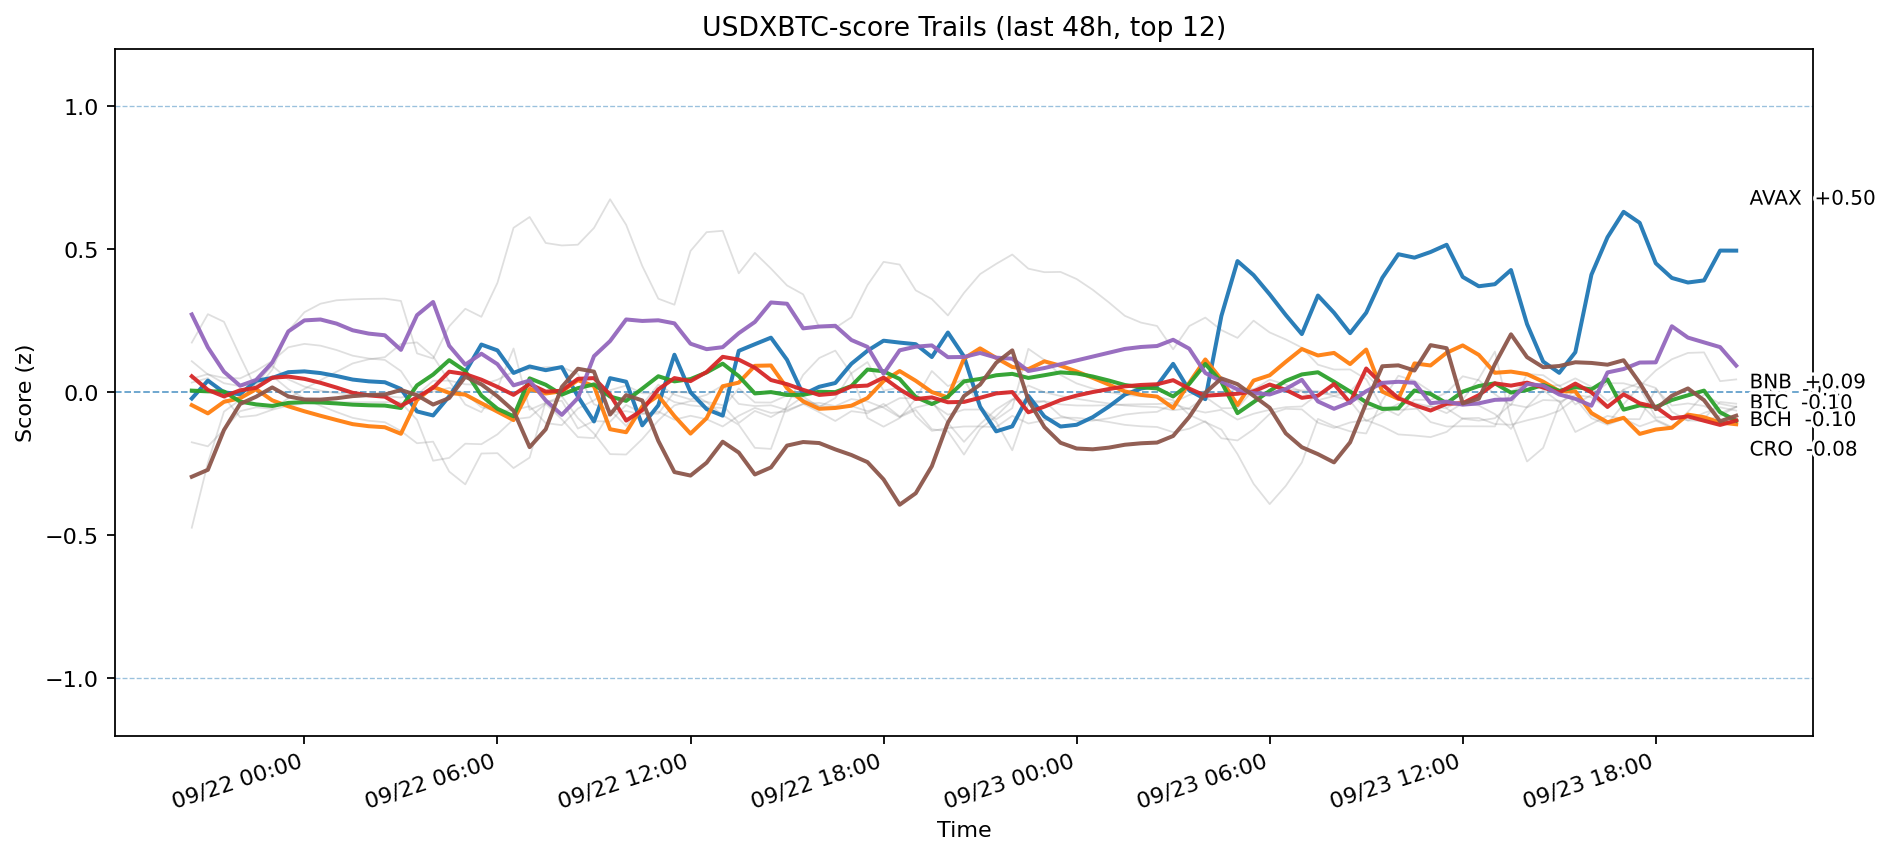 USDXBTC-score Trails (last 48h, top 12)
Score (z)
1.0
0.5
0.0
−0.5
−1.0
AVAX +0.50
BNB +0.09
BTC -0.10
BCH -0.10
CRO -0.08
09/22 00:00
09/22 06:00
09/22 12:00
09/22 18:00
09/23 00:00
09/23 06:00
09/23 12:00
09/23 18:00
Time